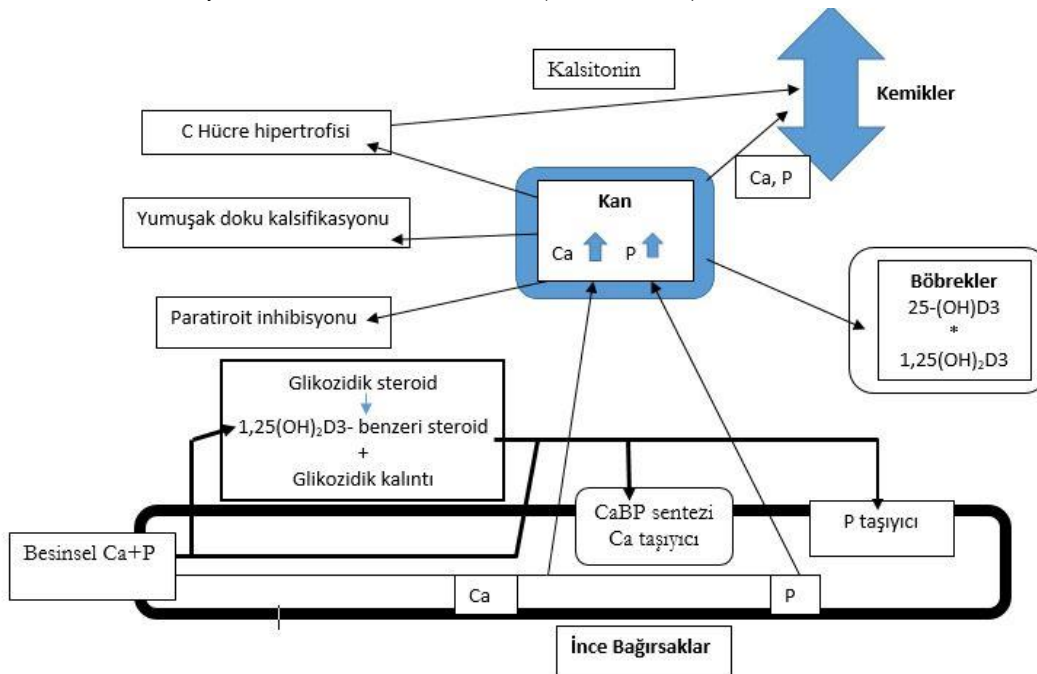 Kalsitonin
Kemikler
C Hücre hipertrofisi
Ca, P
Kan
Yumuşak doku kalsifikasyonu
Ca P
Böbrekler
25-(OH)D3
*
1,25(OH)₂D3
Paratiroit inhibisyonu
Glikozidik steroid
1,25(OH)₂D3- benzeri steroid
+
Glikozidik kalıntı
CaBP sentezi
Ca taşıyıcı
P taşıyıcı
Besinsel Ca+P
Ca
P
İnce Bağırsaklar